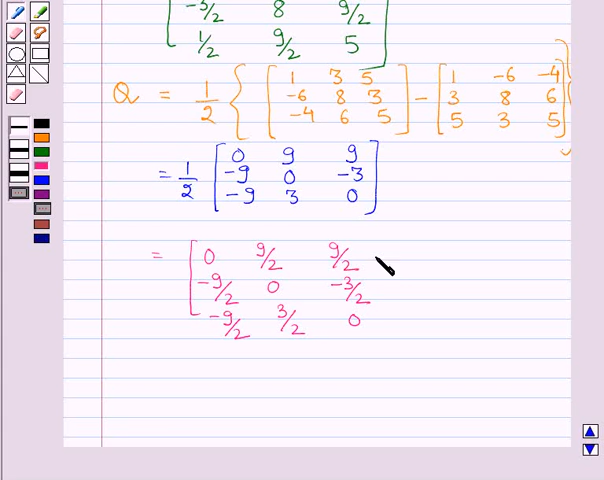 -3/2 8 9/2
1/2 9/2 5
Q = 1/2 { [ 1 3 5
-6 8 3
-4 6 5 ] - [ 1 -6 -4
3 8 6
5 3 5 ] }
= 1/2 [ 0 9 9
-9 0 -3
-9 3 0 ]
= [ 0 9/2 9/2
-9/2 0 -3/2
-9/2 3/2 0